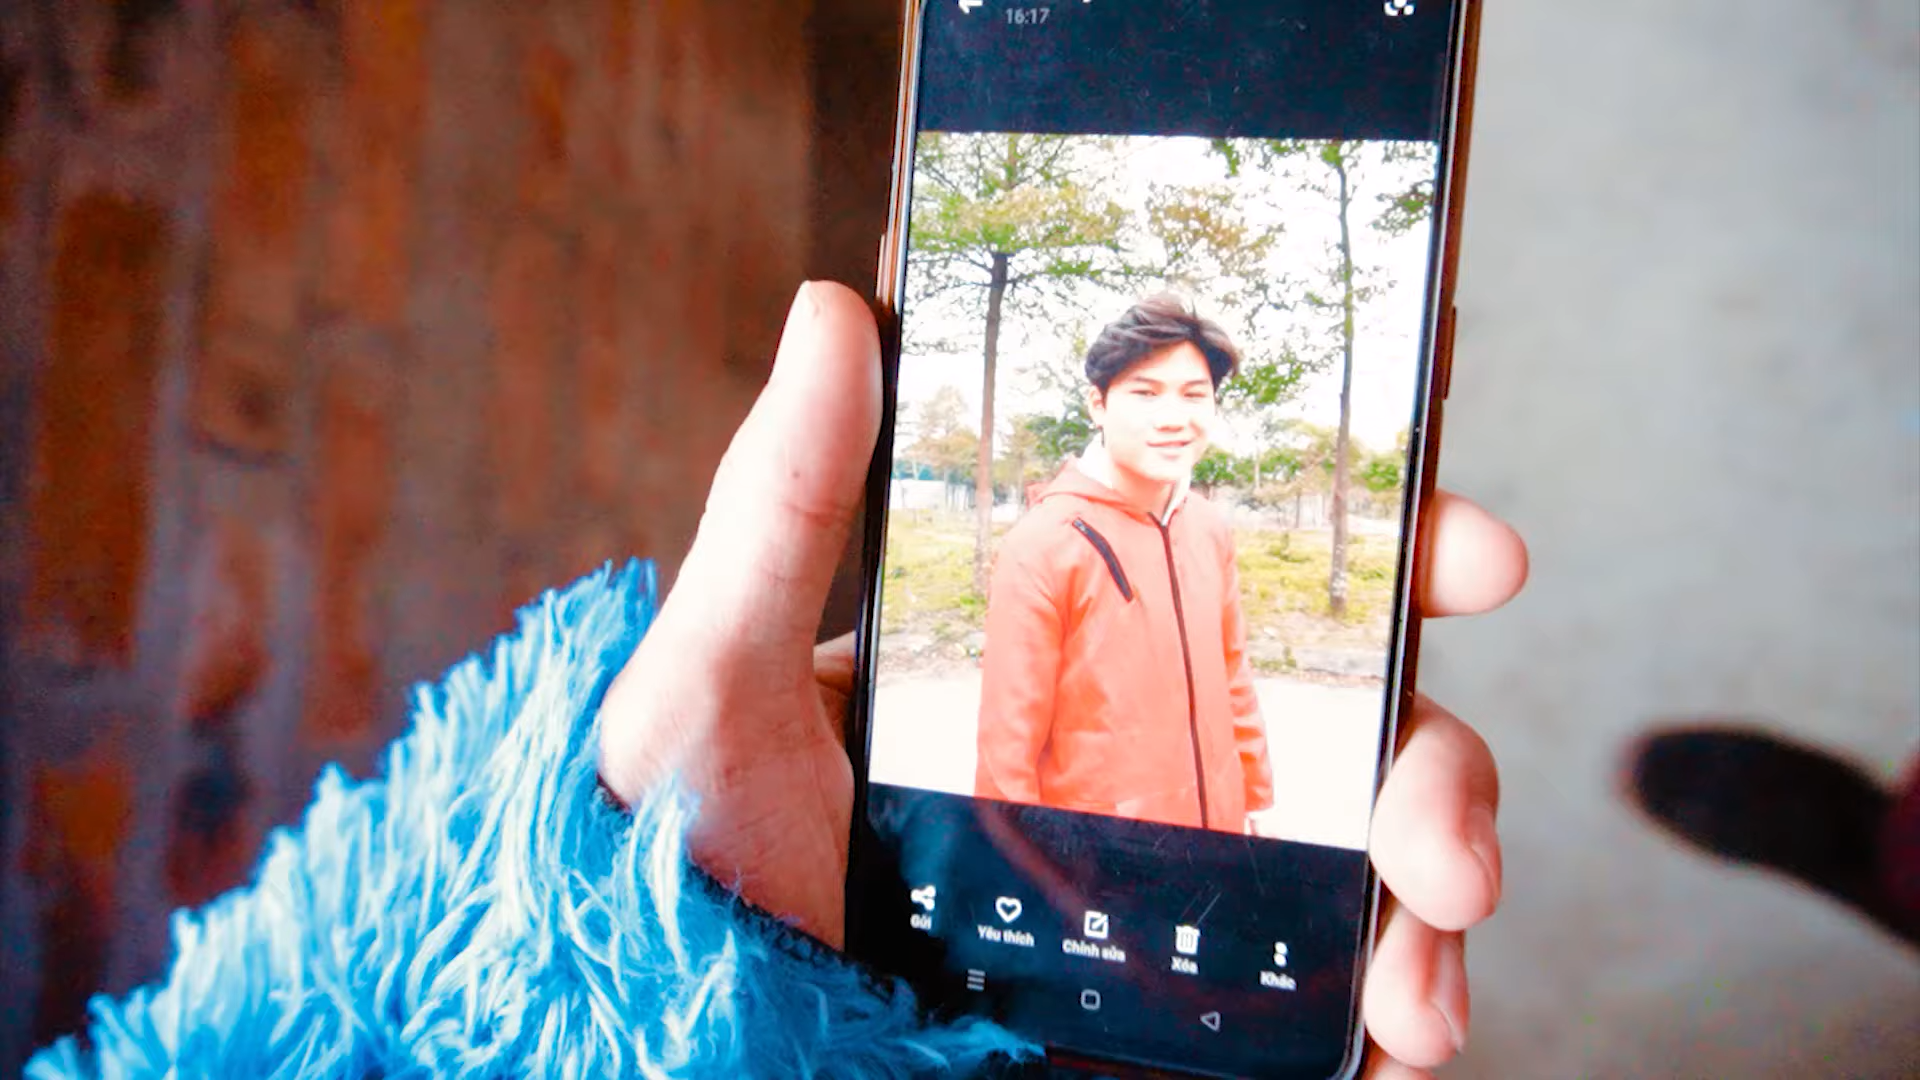 16:17
Gửi
Yêu thích
Chỉnh sửa
Xóa
Khác